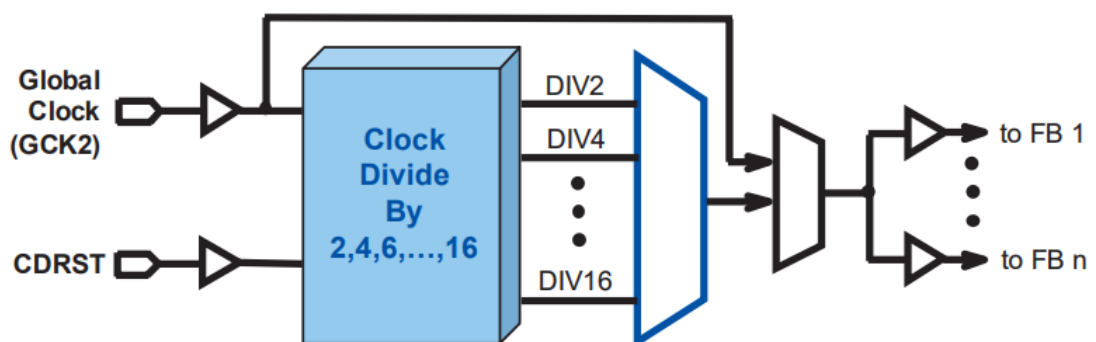 Global
Clock
(GCK2)
CDRST
Clock
Divide
By
2,4,6,...,16
DIV2
DIV4
DIV16
to FB 1
to FB n